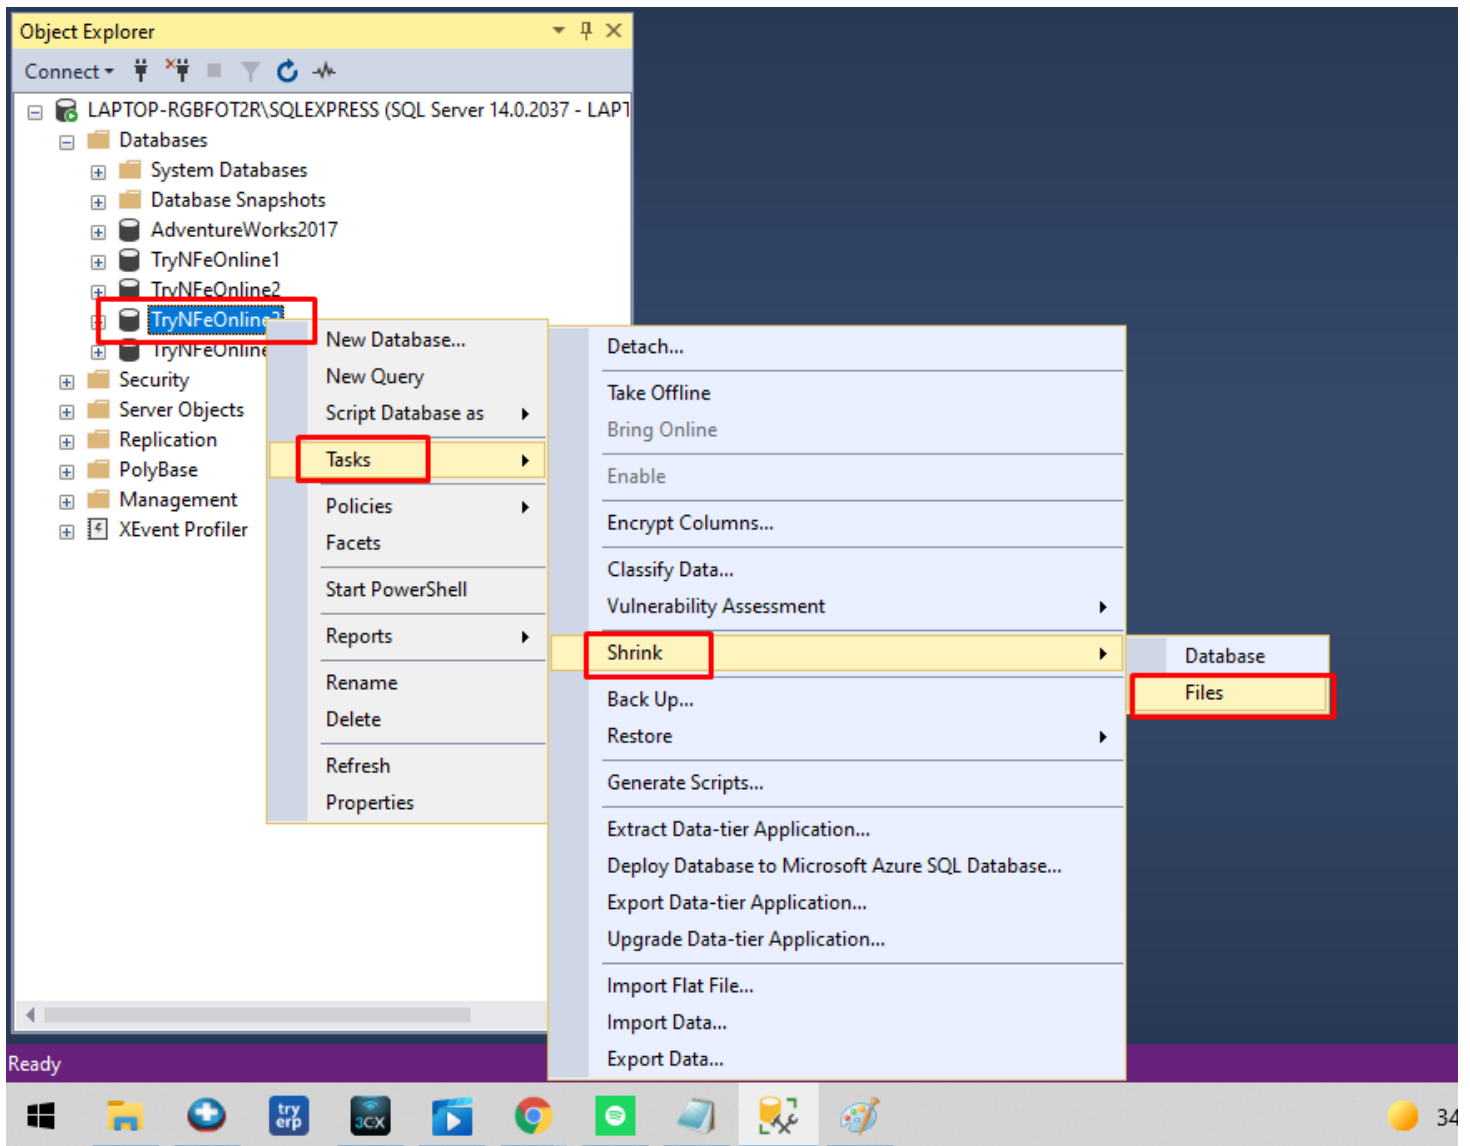 Object Explorer
Connect
LAPTOP-RGBFOT2R\SQLEXPRESS (SQL Server 14.0.2037 - LAPT
Databases
System Databases
Database Snapshots
AdventureWorks2017
TryNFeOnline1
TryNFeOnline2
TryNFeOnline
TryNFeOnline
Security
Server Objects
Replication
PolyBase
Management
XEvent Profiler
New Database...
New Query
Script Database as
Tasks
Policies
Facets
Start PowerShell
Reports
Rename
Delete
Refresh
Properties
Detach...
Take Offline
Bring Online
Enable
Encrypt Columns...
Classify Data...
Vulnerability Assessment
Shrink
Back Up...
Restore
Generate Scripts...
Extract Data-tier Application...
Deploy Database to Microsoft Azure SQL Database...
Export Data-tier Application...
Upgrade Data-tier Application...
Import Flat File...
Import Data...
Export Data...
Database
Files
Ready
try
erp
3CX
34